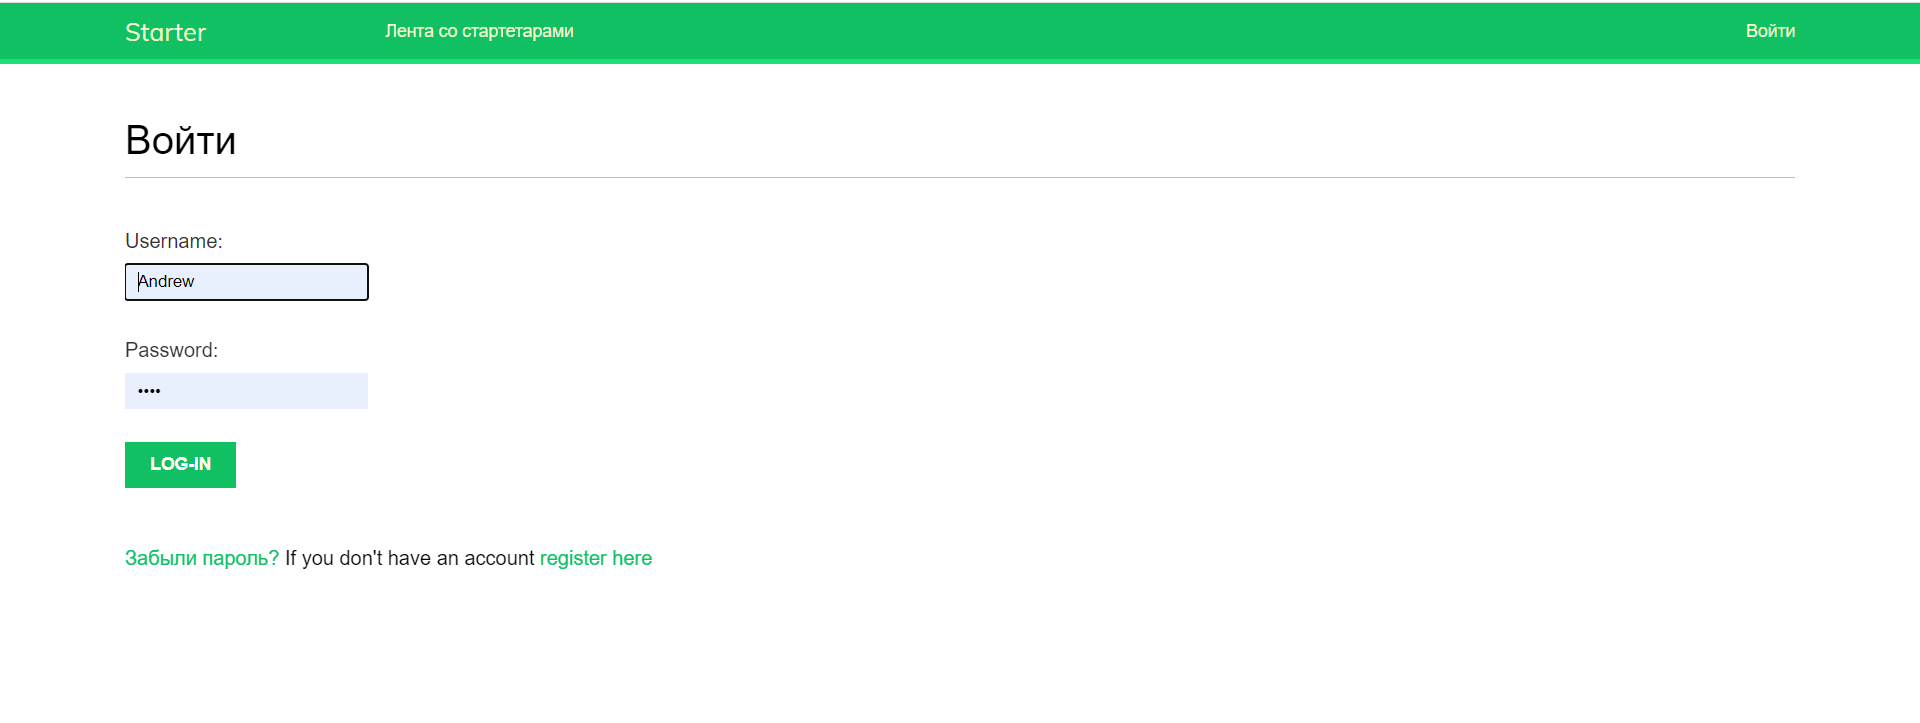 Starter
Лента со стартетарами
Войти
Войти
Username:
Andrew
Password:
••••
LOG-IN
Забыли пароль? If you don't have an account register here